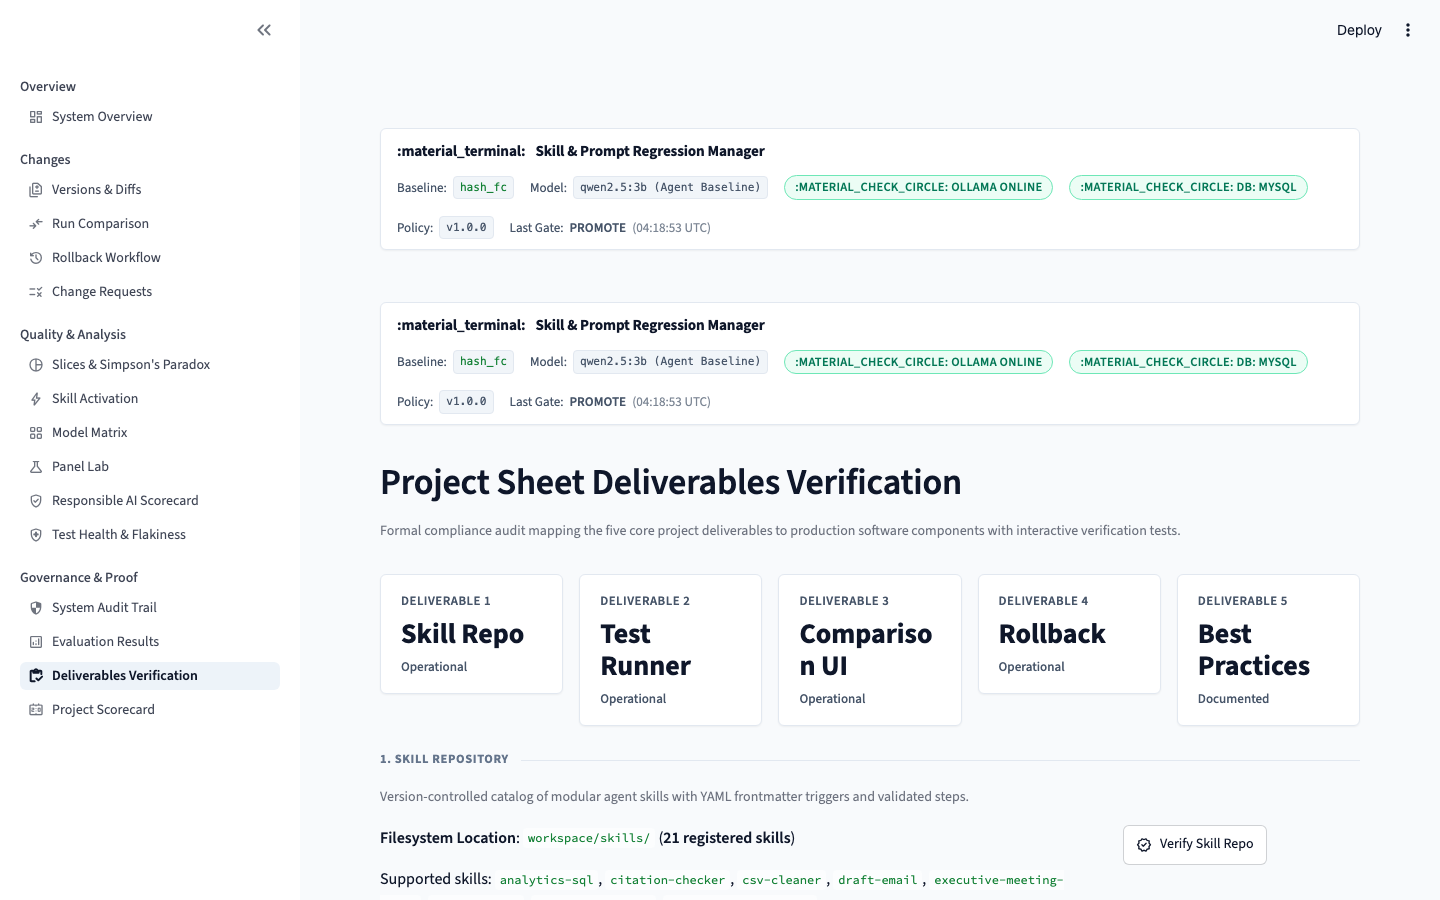 Deploy
Overview
System Overview
Changes
Versions & Diffs
Run Comparison
Rollback Workflow
Change Requests
Quality & Analysis
Slices & Simpson's Paradox
Skill Activation
Model Matrix
Panel Lab
Responsible AI Scorecard
Test Health & Flakiness
Governance & Proof
System Audit Trail
Evaluation Results
Deliverables Verification
Project Scorecard
:material_terminal: Skill & Prompt Regression Manager
Baseline: hash_fc Model: qwen2.5:3b (Agent Baseline) :MATERIAL_CHECK_CIRCLE: OLLAMA ONLINE :MATERIAL_CHECK_CIRCLE: DB: MYSQL
Policy: v1.0.0 Last Gate: PROMOTE (04:18:53 UTC)
:material_terminal: Skill & Prompt Regression Manager
Baseline: hash_fc Model: qwen2.5:3b (Agent Baseline) :MATERIAL_CHECK_CIRCLE: OLLAMA ONLINE :MATERIAL_CHECK_CIRCLE: DB: MYSQL
Policy: v1.0.0 Last Gate: PROMOTE (04:18:53 UTC)
Project Sheet Deliverables Verification
Formal compliance audit mapping the five core project deliverables to production software components with interactive verification tests.
DELIVERABLE 1
Skill Repo
Operational
DELIVERABLE 2
Test
Runner
Operational
DELIVERABLE 3
Compariso
n UI
Operational
DELIVERABLE 4
Rollback
Operational
DELIVERABLE 5
Best
Practices
Documented
1. SKILL REPOSITORY
Version-controlled catalog of modular agent skills with YAML frontmatter triggers and validated steps.
Filesystem Location: workspace/skills/ (21 registered skills)
Verify Skill Repo
Supported skills: analytics-sql , citation-checker , csv-cleaner , draft-email , executive-meeting-